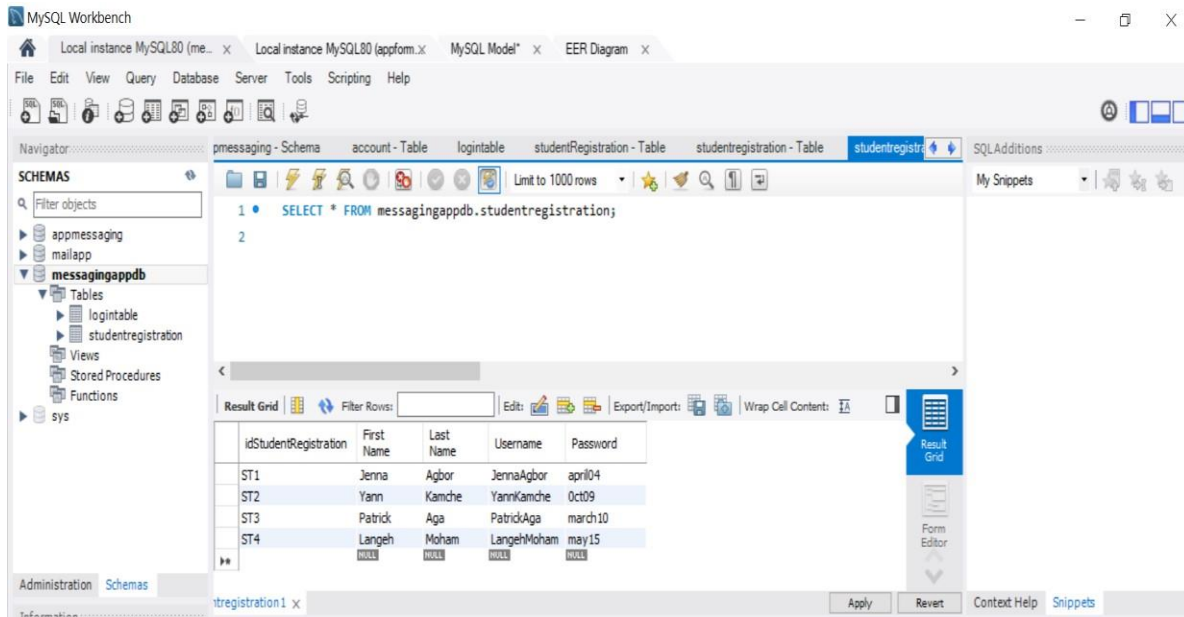 MySQL Workbench
Local instance MySQL80 (me... x Local instance MySQL80 (appform.x MySQL Model* x EER Diagram x
File Edit View Query Database Server Tools Scripting Help
Navigator
pmessaging - Schema account - Table logintable studentRegistration - Table studentregistration - Table studentregistra
SQLAdditions
SCHEMAS
Limit to 1000 rows
My Snippets
Filter objects
1 SELECT * FROM messagingappdb.studentregistration;
2
appmessaging
mailapp
messagingappdb
Tables
logintable
studentregistration
Views
Stored Procedures
Functions
sys
Result Grid Filter Rows: Edit: Export/Import: Wrap Cell Content: IA
idStudentRegistration First Name Last Name Username Password
ST1 Jenna Agbor JennaAgbor april04
ST2 Yann Kamche YannKamche Oct09
ST3 Patrick Aga PatrickAga march10
ST4 Langeh Moham LangehMoham may15
NULL NULL NULL NULL
Result Grid
Form Editor
Administration Schemas
ntregistration1 x
Apply Revert
Context Help Snippets
Information